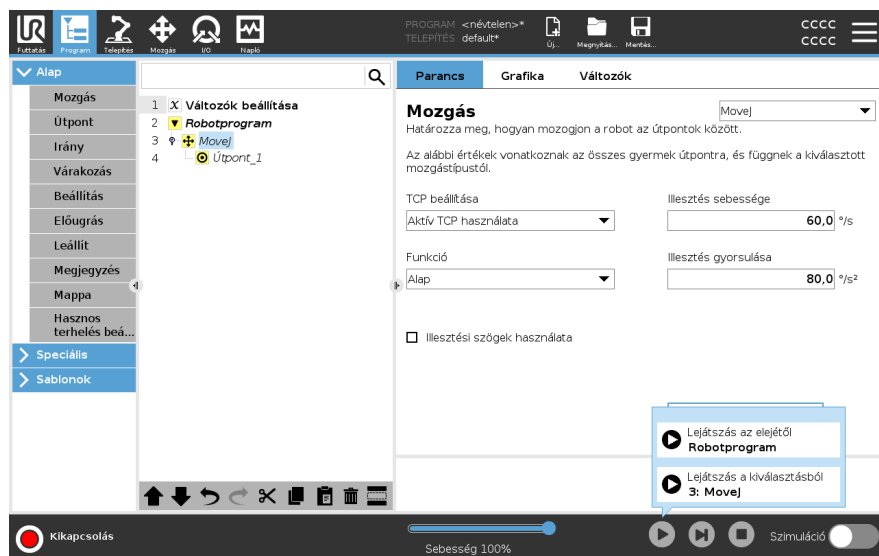 PROGRAM <névtelen>*
TELEPÍTÉS default*
Futtatás
Program
Telepítés
Mozgás
I/O
Napló
Új...
Megnyitás...
Mentés...
CCCC
CCCC
Alap
Mozgás
Útpont
Irány
Várakozás
Beállítás
Előugrás
Leállít
Megjegyzés
Mappa
Hasznos
terhelés beá...
Speciális
Sablonok
1 X Változók beállítása
2 Robotprogram
3 MoveJ
4 Útpont_1
Parancs Grafika Változók
Mozgás
MoveJ
Határozza meg, hogyan mozogjon a robot az útpontok között.
Az alábbi értékek vonatkoznak az összes gyermek útpontra, és függnek a kiválasztott
mozgástípustól.
TCP beállítása
Illesztés sebessége
Aktív TCP használata
60,0 °/s
Funkció
Illesztés gyorsulása
Alap
80,0 °/s²
Illesztési szögek használata
Lejátszás az elejétől
Robotprogram
Lejátszás a kiválasztásból
3: MoveJ
Kikapcsolás
Sebesség 100%
Szimuláció